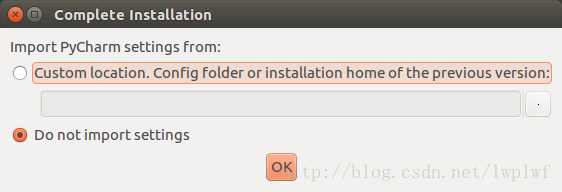 Complete Installation
Import PyCharm settings from:
Custom location. Config folder or installation home of the previous version:
.
Do not import settings
OK
ttp://blog.csdn.net/lwplwf